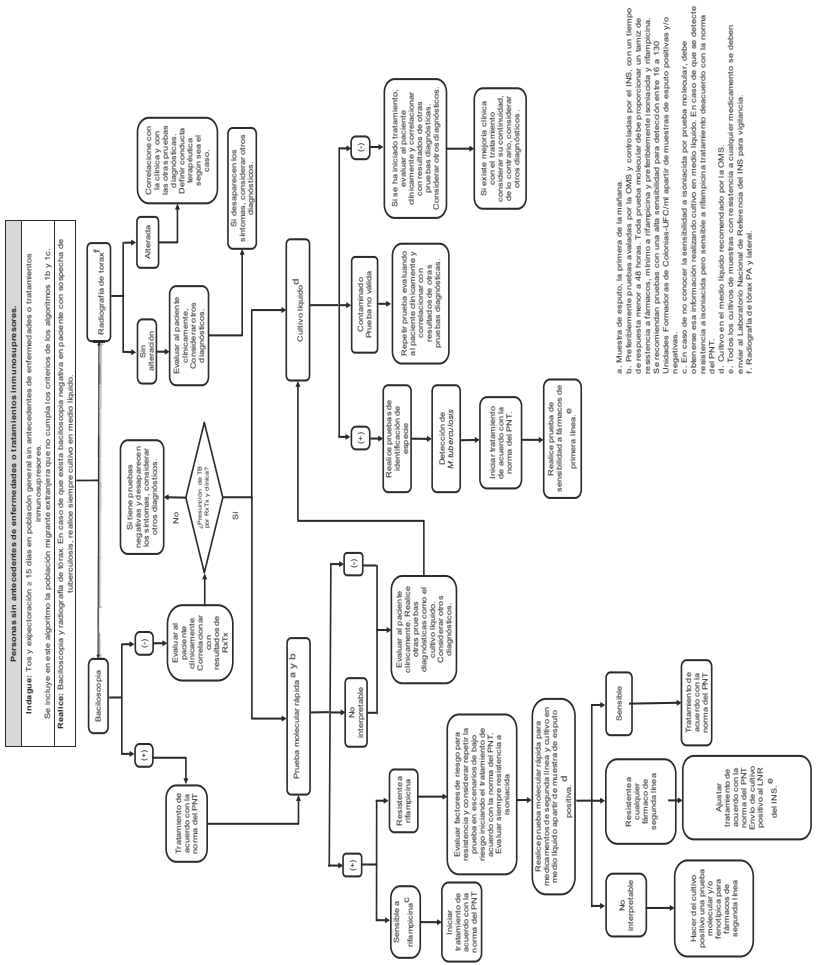 Personas sin antecedentes de enfermedades o tratamientos inmunosupresores.
Indague: Tos y expectoración ≥ 15 días en población general sin antecedentes de enfermedades o tratamientos
inmunosupresores.
Se incluye en este algoritmo la población migrante extranjera que no cumpla los criterios de los algoritmos 1b y 1c.
Realice: Baciloscopia y radiografía de tórax. En caso de que exista baciloscopia negativa en paciente con sospecha de
tuberculosis, realice siempre cultivo en medio líquido.
Baciloscopia
Radiografía de torax f
(+)
(-)
Sin
alteración
Alterada
Tratamiento de
acuerdo con la
norma del PNT
Evaluar al
paciente
clínicamente.
Correlacionar
con
resultados de
RxTx
Si tiene pruebas
negativas y desaparecen
los síntomas, considerar
otros diagnósticos.
No
¿Presunción de TB
por RxTx y clínica?
Sí
Evaluar al paciente
clínicamente,
Considerar otros
diagnósticos.
Correlacione con
la clínica y con
las otras pruebas
diagnósticas.
Definir conducta
terapéutica
según sea el
caso.
Si desaparecen los
síntomas, considerar otros
diagnósticos.
Prueba molecular rápida a y b
Cultivo líquido d
(+)
No
interpretable
(-)
Sensible a
rifampicina c
Resistente a
rifampicina
Evaluar al paciente
clínicamente. Realice
otras pruebas
diagnósticas como el
cultivo líquido.
Considerar otros
diagnósticos.
Iniciar
tratamiento de
acuerdo con la
norma del PNT
Evaluar factores de riesgo para
resistencia y considerar repetir la
prueba en escenarios de bajo
riesgo iniciando el tratamiento de
acuerdo con la norma del PNT.
Evaluar siempre resistencia a
isoniacida
Realice prueba molecular rápida para
medicamentos de segunda línea y cultivo en
medio líquido a partir de muestra de esputo
positiva. d
No
interpretable
Resistente a
cualquier
fármaco de
segunda línea
Sensible
Hacer del cultivo
positivo una prueba
molecular y/o
fenotípica para
fármacos de
segunda línea
Ajustar
tratamiento de
acuerdo con la
norma del PNT
Envío de cultivo
positivo al LNR
del INS. e
Tratamiento de
acuerdo con la
norma del PNT
(+)
Contaminado
Prueba no válida
(-)
Realice pruebas de
identificación de
especie
Detección de
M.tuberculosis
Iniciar tratamiento
de acuerdo con la
norma del PNT.
Realice prueba de
sensibilidad a fármacos de
primera línea. e
Repetir prueba evaluando
al paciente clínicamente y
correlacionar con
resultados de otras
pruebas diagnósticas.
Si se ha iniciado tratamiento,
evaluar al paciente
clínicamente y correlacionar
con resultados de otras
pruebas diagnósticas.
Considerar otros diagnósticos.
Si existe mejoría clínica
con el tratamiento
considerar su continuidad,
de lo contrario, considerar
otros diagnósticos.
a. Muestra de esputo, la primera de la mañana.
b. Preferiblemente pruebas avaladas por la OMS y controladas por el INS, con un tiempo
de respuesta menor a 48 horas. Toda prueba molecular debe proporcionar un tamiz de
resistencia a fármacos, mínimo a rifampicina y preferiblemente isoniacida y rifampicina.
Se recomiendan pruebas con una alta sensibilidad para detección entre 16 a 130
Unidades Formadoras de Colonias-UFC/ml a partir de muestras de esputo positivas y/o
negativas.
c. En caso de no conocer la sensibilidad a isoniacida por prueba molecular, debe
obtenerse esa información realizando cultivo en medio líquido. En caso de que se detecte
resistencia a isoniacida pero sensible a rifampicina tratamiento deacuerdo con la norma
del PNT.
d. Cultivo en el medio líquido recomendado por la OMS.
e. Todos los cultivos de muestras con resistencia a cualquier medicamento se deben
enviar al Laboratorio Nacional de Referencia del INS para vigilancia.
f. Radiografía de tórax PA y lateral.